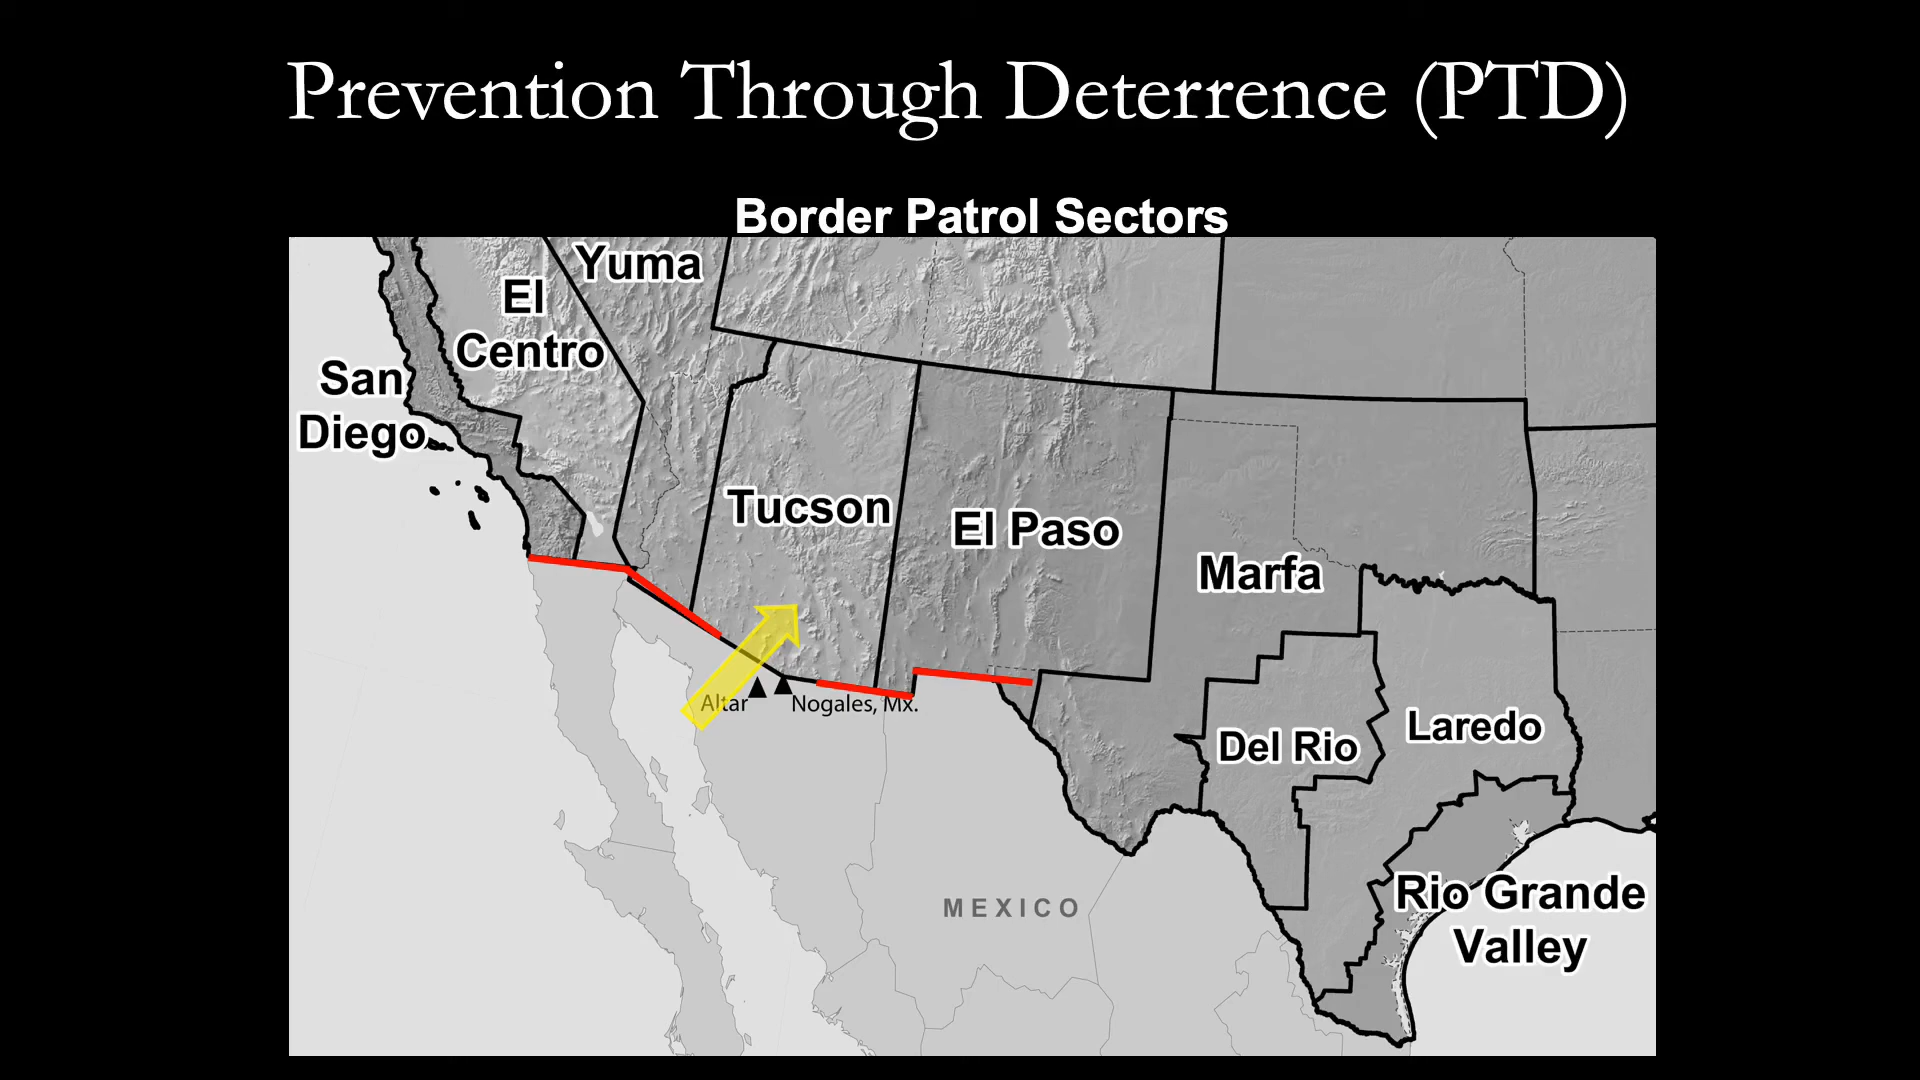 Prevention Through Deterrence (PTD)
Border Patrol Sectors
Yuma
El
Centro
San
Diego
Tucson
El Paso
Marfa
Altar
Nogales, Mx.
Del Rio
Laredo
MEXICO
Rio Grande
Valley